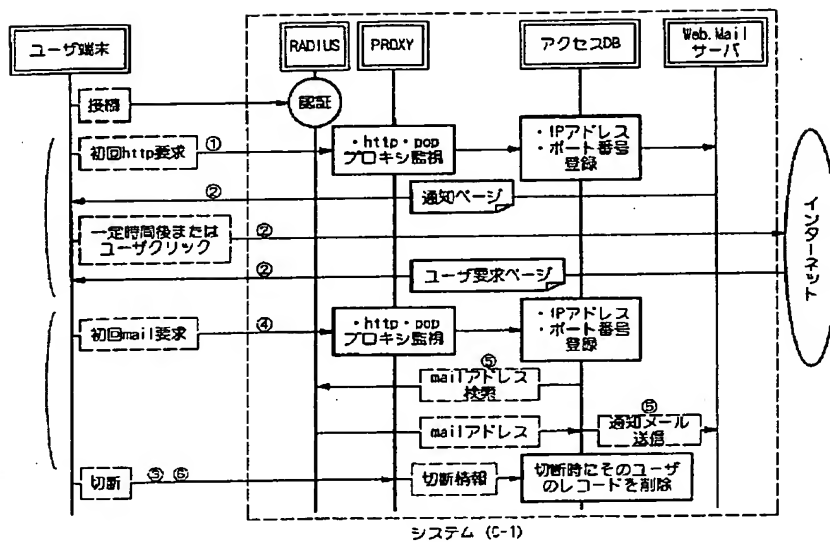 ユーザ端末
RADIUS
PROXY
アクセスDB
Web,Mail
サーバ
接続
認証
初回http要求
①
・http・pop
プロキシ監視
・IPアドレス
・ポート番号
登録
②
通知ページ
一定時間後または
ユーザクリック
②
②
ユーザ要求ページ
インターネット
初回mail要求
④
・http・pop
プロキシ監視
・IPアドレス
・ポート番号
登録
⑤
mailアドレス
検索
mailアドレス
⑤
通知メール
送信
切断
③ ⑥
切断情報
切断時にそのユーザ
のレコードを削除
システム (C-1)